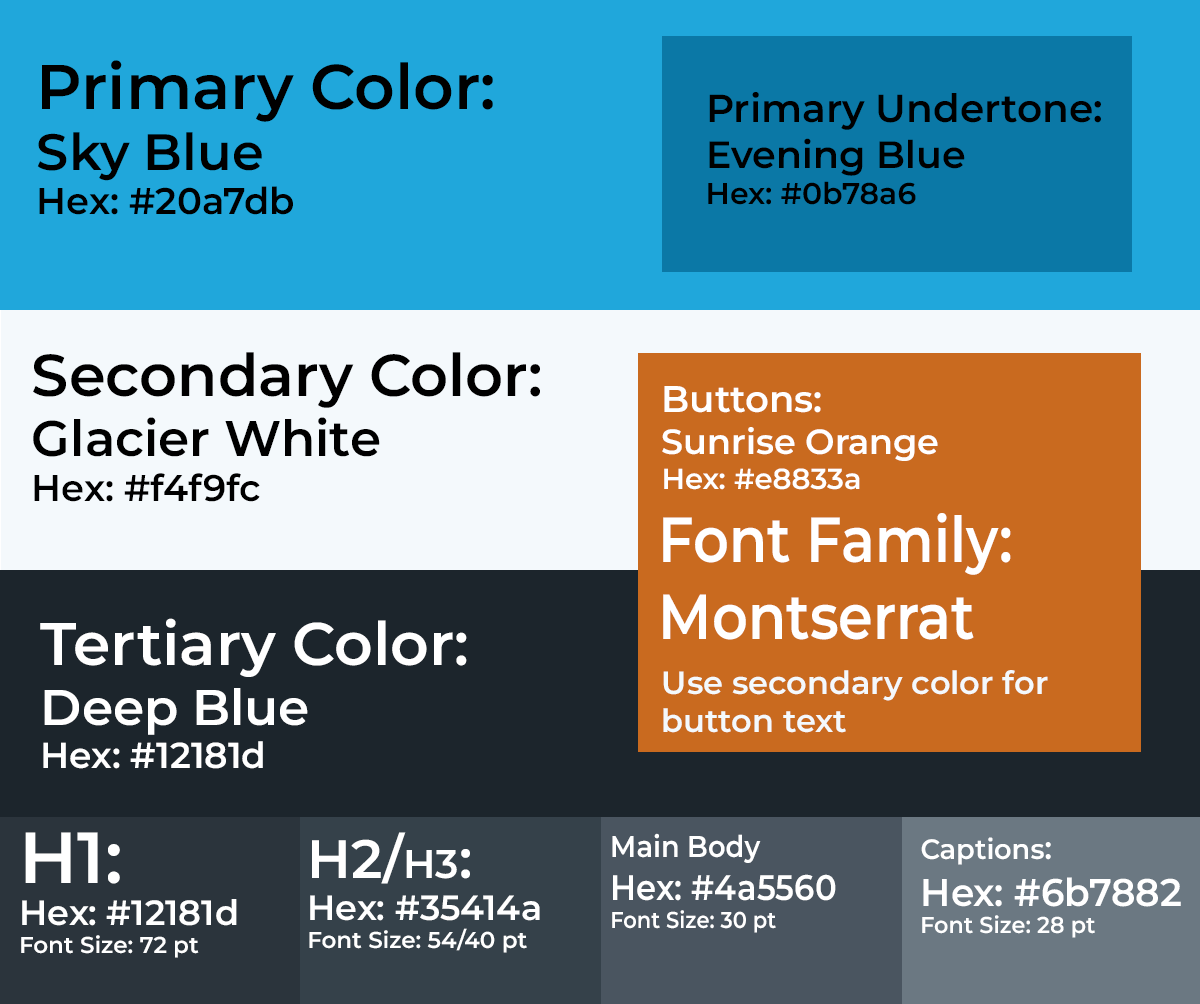 Primary Color:
Sky Blue
Hex: #20a7db
Primary Undertone:
Evening Blue
Hex: #0b78a6
Secondary Color:
Glacier White
Hex: #f4f9fc
Buttons:
Sunrise Orange
Hex: #e8833a
Font Family:
Montserrat
Use secondary color for
button text
Tertiary Color:
Deep Blue
Hex: #12181d
H1:
Hex: #12181d
Font Size: 72 pt
H2/H3:
Hex: #35414a
Font Size: 54/40 pt
Main Body
Hex: #4a5560
Font Size: 30 pt
Captions:
Hex: #6b7882
Font Size: 28 pt